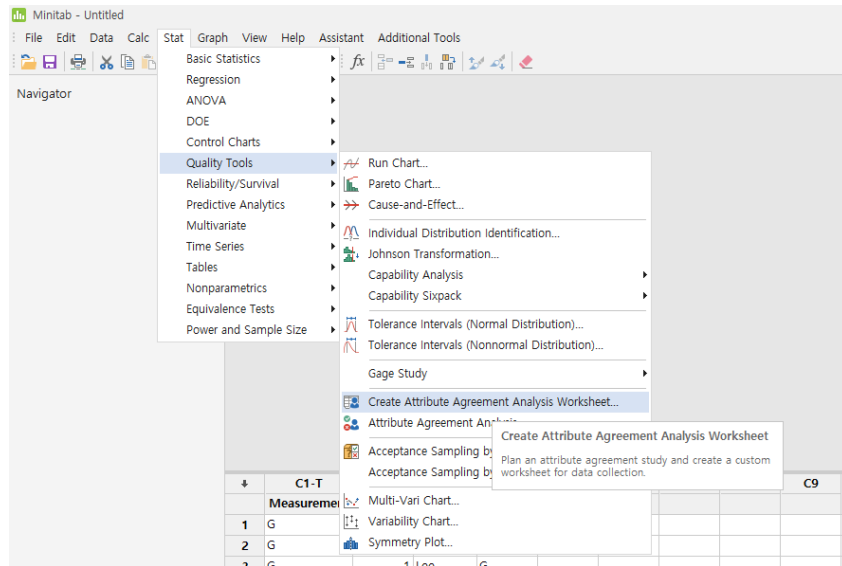 Minitab - Untitled
File Edit Data Calc Stat Graph View Help Assistant Additional Tools
fx
Navigator
Basic Statistics
Regression
ANOVA
DOE
Control Charts
Quality Tools
Reliability/Survival
Predictive Analytics
Multivariate
Time Series
Tables
Nonparametrics
Equivalence Tests
Power and Sample Size
Run Chart...
Pareto Chart...
Cause-and-Effect...
Individual Distribution Identification...
Johnson Transformation...
Capability Analysis
Capability Sixpack
Tolerance Intervals (Normal Distribution)...
Tolerance Intervals (Nonnormal Distribution)...
Gage Study
Create Attribute Agreement Analysis Worksheet...
Attribute Agreement
Acceptance Sampling by
Acceptance Sampling by
Multi-Vari Chart...
Variability Chart...
Symmetry Plot...
Create Attribute Agreement Analysis Worksheet
Plan an attribute agreement study and create a custom
worksheet for data collection.
C1-T C9
Measuremen
1 G
2 G